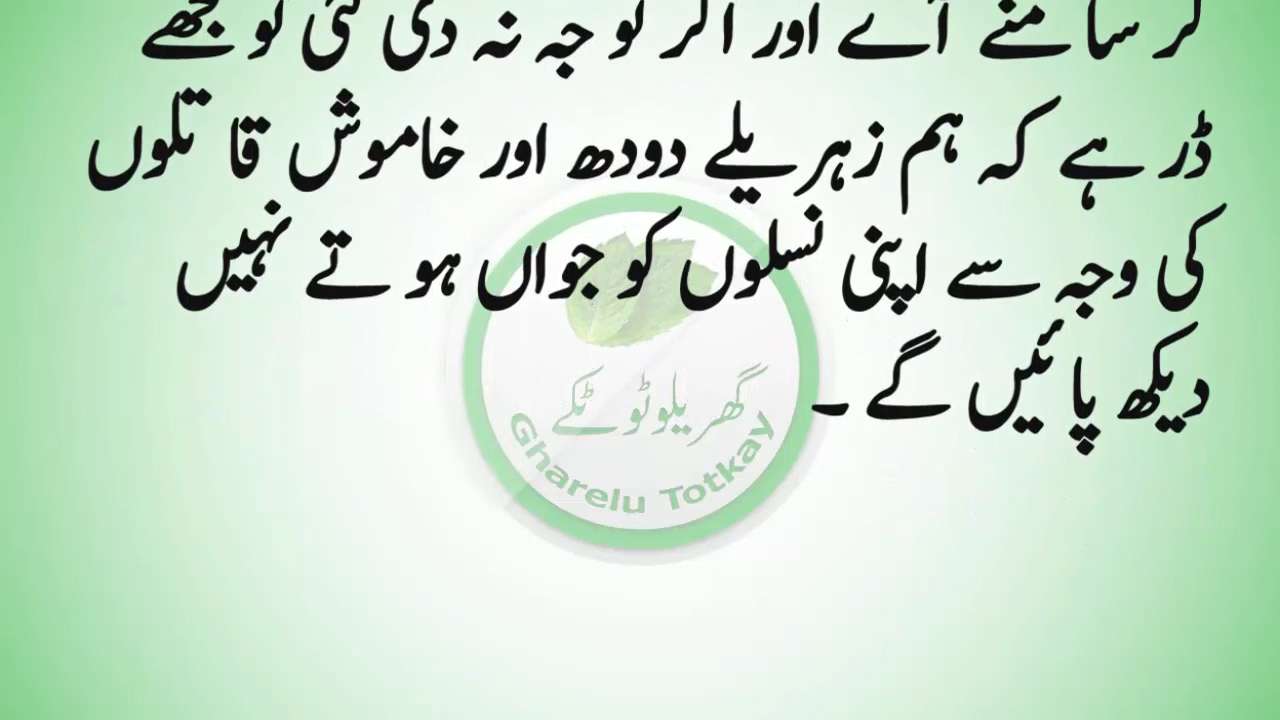 کر سامنے آے اور اگر توجہ نہ دی گئی تو مجھے
ڈر ہے کہ ہم زہریلے دودھ اور خاموش قاتلوں
کی وجہ سے اپنی نسلوں کو جواں ہوتے نہیں
دیکھ پائیں گے ۔
گھریلو ٹوٹکے
Gharelu Totkay